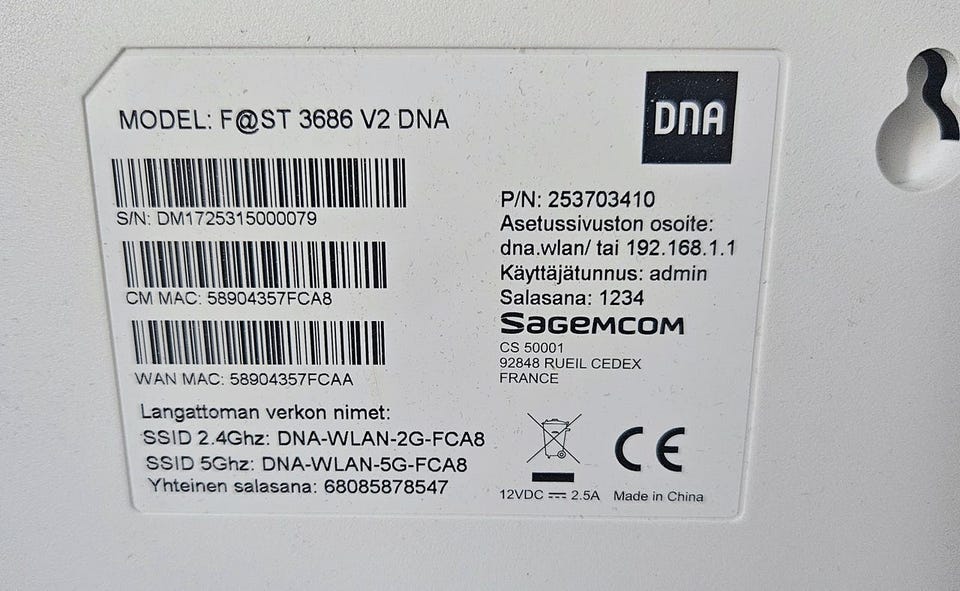 MODEL: F@ST 3686 V2 DNA
DNA
S/N: DM1725315000079
CM MAC: 58904357FCA8
WAN MAC: 58904357FCAA
Langattoman verkon nimet:
SSID 2.4Ghz: DNA-WLAN-2G-FCA8
SSID 5Ghz: DNA-WLAN-5G-FCA8
Yhteinen salasana: 68085878547
P/N: 253703410
Asetussivuston osoite:
dna.wlan/ tai 192.168.1.1
Käyttäjätunnus: admin
Salasana: 1234
SAGEMCOM
CS 50001
92848 RUEIL CEDEX
FRANCE
CE
12VDC ⎓ 2.5A Made in China